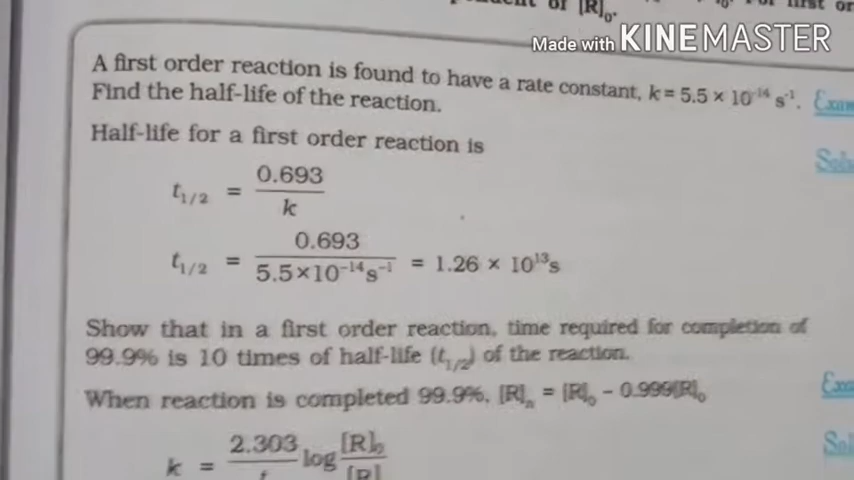 of [R]₀.
Made with KINEMASTER
A first order reaction is found to have a rate constant, k = 5.5 × 10⁻¹⁴ s⁻¹.
Find the half-life of the reaction.
Half-life for a first order reaction is
t₁/₂ = 0.693 / k
t₁/₂ = 0.693 / 5.5×10⁻¹⁴s⁻¹ = 1.26 × 10¹³s
Show that in a first order reaction, time required for completion of
99.9% is 10 times of half-life (t₁/₂) of the reaction.
When reaction is completed 99.9%, [R]ₙ = [R]₀ – 0.999[R]₀
k = 2.303 / t log [R]₀ / [R]